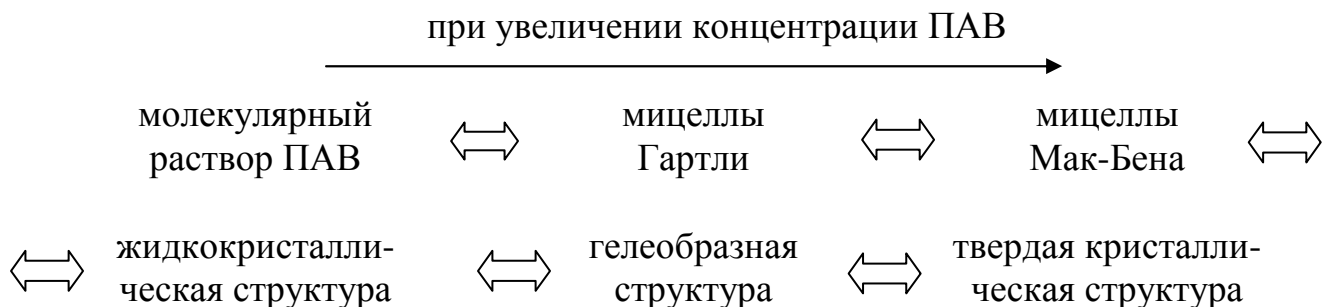 при увеличении концентрации ПАВ
молекулярный мицеллы мицеллы
раствор ПАВ Гартли Мак-Бена
жидкокристалли- гелеобразная твердая кристалли-
ческая структура структура ческая структура